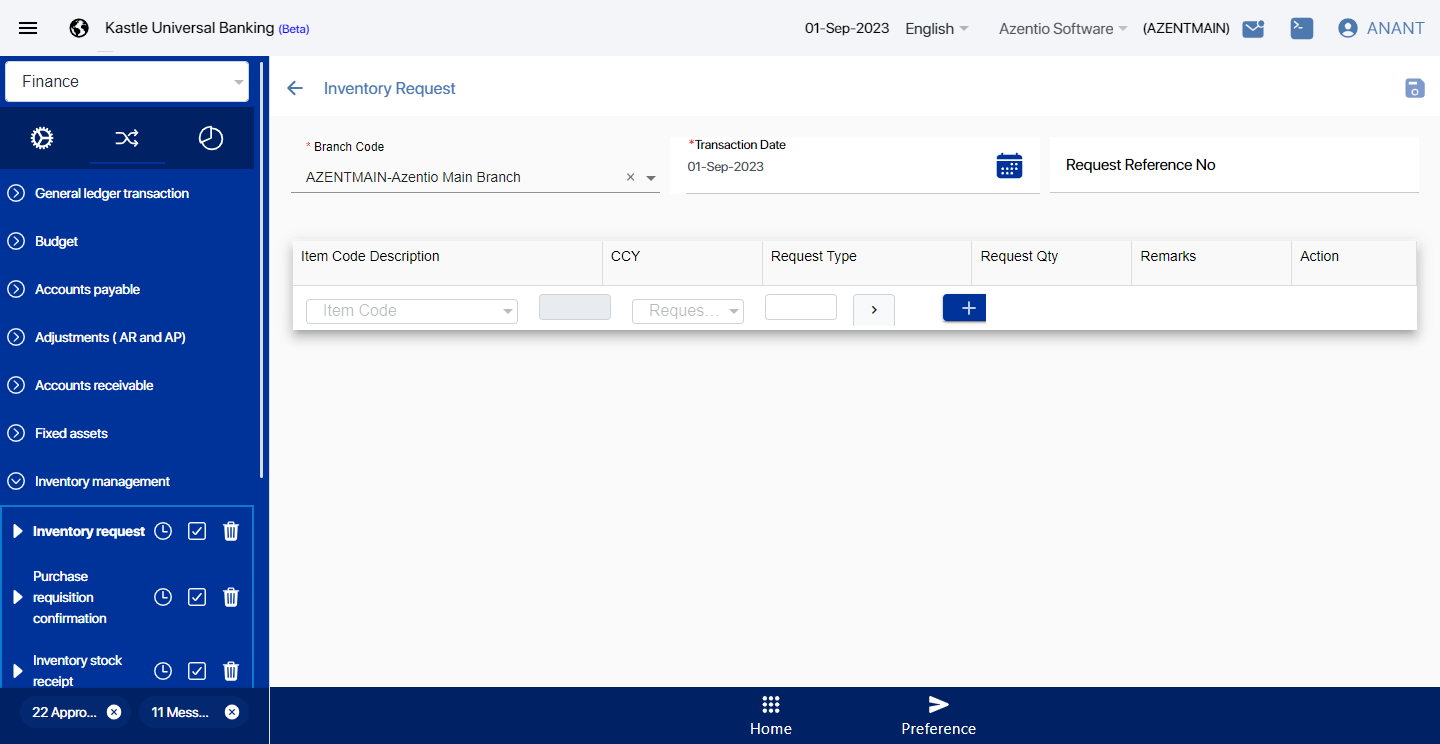 Kastle Universal Banking (Beta)
01-Sep-2023
English
Azentio Software
(AZENTMAIN)
ANANT
Finance
General ledger transaction
Budget
Accounts payable
Adjustments ( AR and AP)
Accounts receivable
Fixed assets
Inventory management
Inventory request
Purchase
requisition
confirmation
Inventory stock
receipt
22 Appro...
11 Mess...
Inventory Request
* Branch Code
AZENTMAIN-Azentio Main Branch
*Transaction Date
01-Sep-2023
Request Reference No
Item Code Description
CCY
Request Type
Request Qty
Remarks
Action
Item Code
Reques...
Home
Preference